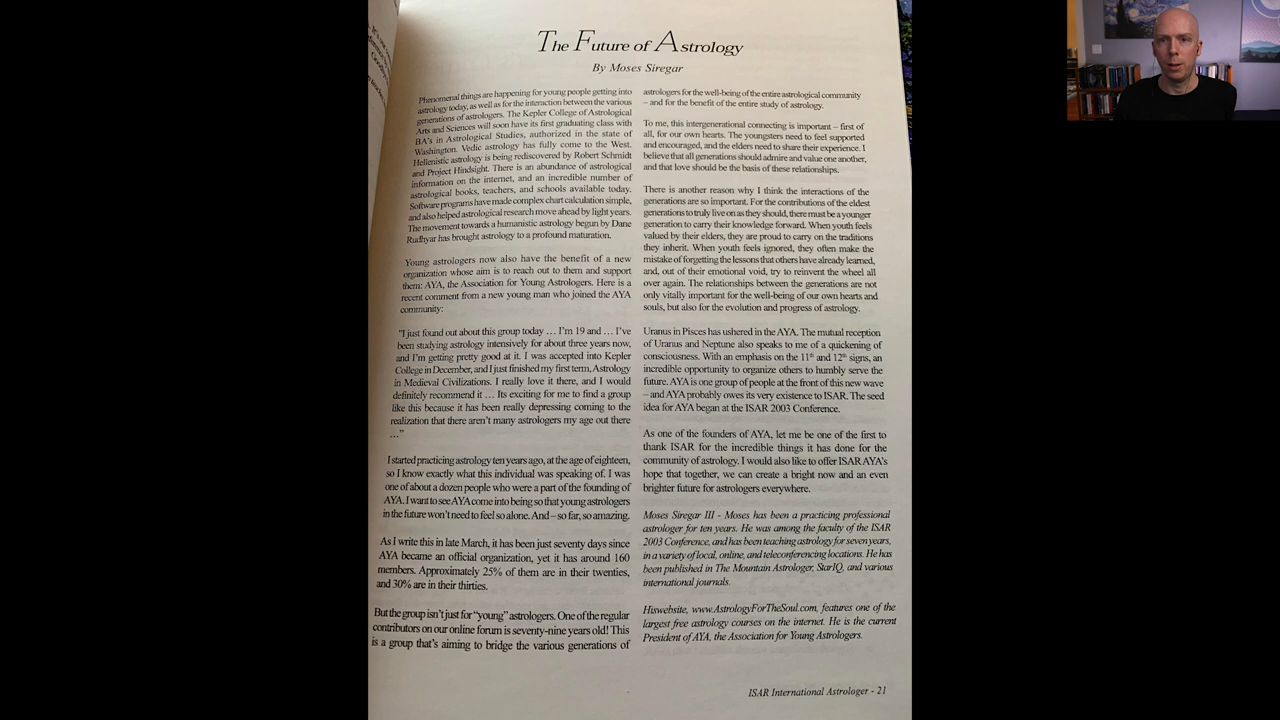 The Future of Astrology
By Moses Siregar
Phenomenal things are happening for young people getting into
astrology today, as well as for the interaction between the various
generations of astrologers. The Kepler College of Astrological
Arts and Sciences will soon have its first graduating class with
BA's in Astrological Studies, authorized in the state of
Washington. Vedic astrology has fully come to the West.
Hellenistic astrology is being rediscovered by Robert Schmidt
and Project Hindsight. There is an abundance of astrological
information on the internet, and an incredible number of
astrological books, teachers, and schools available today.
Software programs have made complex chart calculation simple,
and also helped astrological research move ahead by light years.
The movement towards a humanistic astrology begun by Dane
Rudhyar has brought astrology to a profound maturation.
Young astrologers now also have the benefit of a new
organization whose aim is to reach out to them and support
them: AYA, the Association for Young Astrologers. Here is a
recent comment from a new young man who joined the AYA
community:
"I just found out about this group today … I'm 19 and … I've
been studying astrology intensively for about three years now,
and I'm getting pretty good at it. I was accepted into Kepler
College in December, and I just finished my first term, Astrology
in Medieval Civilizations. I really love it there, and I would
definitely recommend it … Its exciting for me to find a group
like this because it has been really depressing coming to the
realization that there aren't many astrologers my age out there
…"
I started practicing astrology ten years ago, at the age of eighteen,
so I know exactly what this individual was speaking of. I was
one of about a dozen people who were a part of the founding of
AYA. I want to see AYA come into being so that young astrologers
in the future won't need to feel so alone. And – so far, so amazing.
As I write this in late March, it has been just seventy days since
AYA became an official organization, yet it has around 160
members. Approximately 25% of them are in their twenties,
and 30% are in their thirties.
But the group isn't just for "young" astrologers. One of the regular
contributors on our online forum is seventy-nine years old! This
is a group that's aiming to bridge the various generations of
astrologers for the well-being of the entire astrological community
– and for the benefit of the entire study of astrology.
To me, this intergenerational connecting is important – first of
all, for our own hearts. The youngsters need to feel supported
and encouraged, and the elders need to share their experience. I
believe that all generations should admire and value one another,
and that love should be the basis of these relationships.
There is another reason why I think the interactions of the
generations are so important. For the contributions of the eldest
generations to truly live on as they should, there must be a younger
generation to carry their knowledge forward. When youth feels
valued by their elders, they are proud to carry on the traditions
they inherit. When youth feels ignored, they often make the
mistake of forgetting the lessons that others have already learned,
and, out of their emotional void, try to reinvent the wheel all
over again. The relationships between the generations are not
only vitally important for the well-being of our own hearts and
souls, but also for the evolution and progress of astrology.
Uranus in Pisces has ushered in the AYA. The mutual reception
of Uranus and Neptune also speaks to me of a quickening of
consciousness. With an emphasis on the 11th and 12th signs, an
incredible opportunity to organize others to humbly serve the
future. AYA is one group of people at the front of this new wave
– and AYA probably owes its very existence to ISAR. The seed
idea for AYA began at the ISAR 2003 Conference.
As one of the founders of AYA, let me be one of the first to
thank ISAR for the incredible things it has done for the
community of astrology. I would also like to offer ISAR AYA's
hope that together, we can create a bright now and an even
brighter future for astrologers everywhere.
Moses Siregar III - Moses has been a practicing professional
astrologer for ten years. He was among the faculty of the ISAR
2003 Conference, and has been teaching astrology for seven years,
in a variety of local, online, and teleconferencing locations. He has
been published in The Mountain Astrologer, StarIQ, and various
international journals.
His website, www.AstrologyForTheSoul.com, features one of the
largest free astrology courses on the internet. He is the current
President of AYA, the Association for Young Astrologers.
ISAR International Astrologer - 21